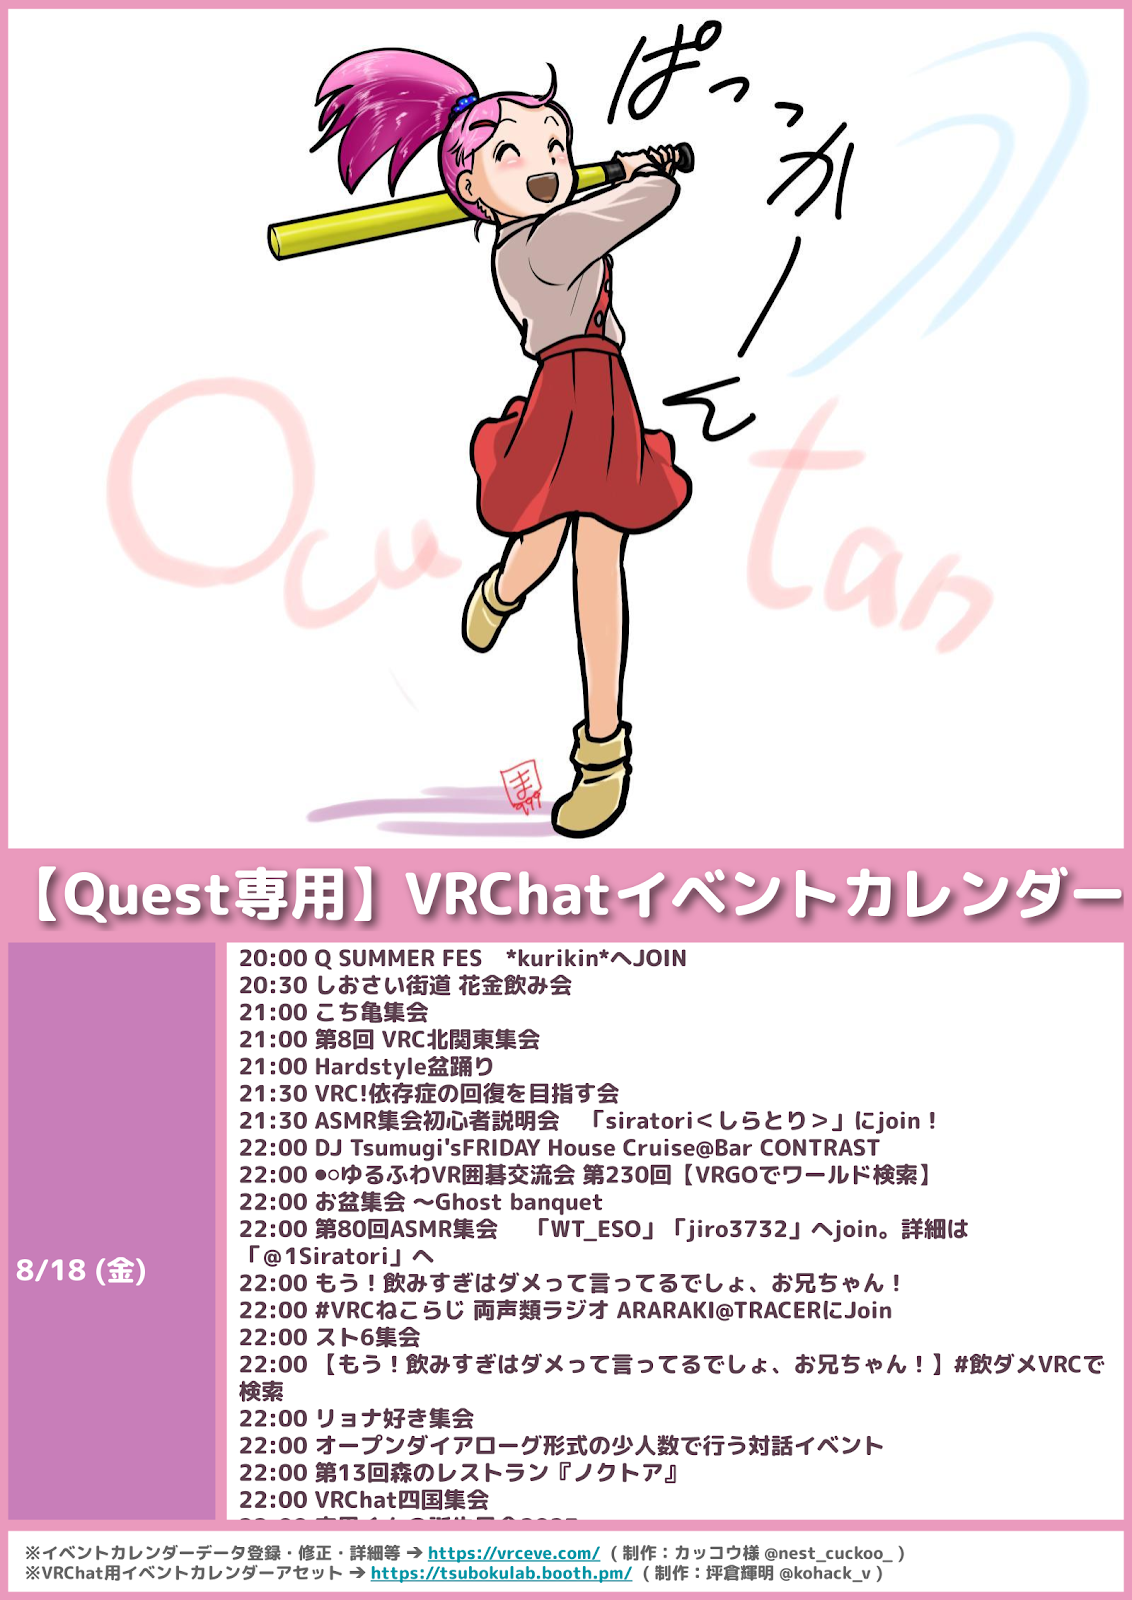 ぱっっかーん
Qcu tan
ま
999
【Quest専用】VRChatイベントカレンダー
8/18 (金)
20:00 Q SUMMER FES　*kurikin*へJOIN
20:30 しおさい街道 花金飲み会
21:00 こち亀集会
21:00 第8回 VRC北関東集会
21:00 Hardstyle盆踊り
21:30 VRC!依存症の回復を目指す会
21:30 ASMR集会初心者説明会　「siratori＜しらとり＞」にjoin！
22:00 DJ Tsumugi'sFRIDAY House Cruise@Bar CONTRAST
22:00 ●○ゆるふわVR囲碁交流会 第230回【VRGOでワールド検索】
22:00 お盆集会 ～Ghost banquet
22:00 第80回ASMR集会　「WT_ESO」「jiro3732」へjoin。詳細は
「@1Siratori」へ
22:00 もう！飲みすぎはダメって言ってるでしょ、お兄ちゃん！
22:00 #VRCねこらじ 両声類ラジオ ARARAKI@TRACERにJoin
22:00 スト6集会
22:00 【もう！飲みすぎはダメって言ってるでしょ、お兄ちゃん！】#飲ダメVRCで
検索
22:00 リョナ好き集会
22:00 オープンダイアローグ形式の少人数で行う対話イベント
22:00 第13回森のレストラン『ノクトア』
22:00 VRChat四国集会
※イベントカレンダーデータ登録・修正・詳細等 ➔ https://vrceve.com/ （制作：カッコウ様 @nest_cuckoo_）
※VRChat用イベントカレンダーアセット ➔ https://tsubokulab.booth.pm/ （制作：坪倉輝明 @kohack_v）